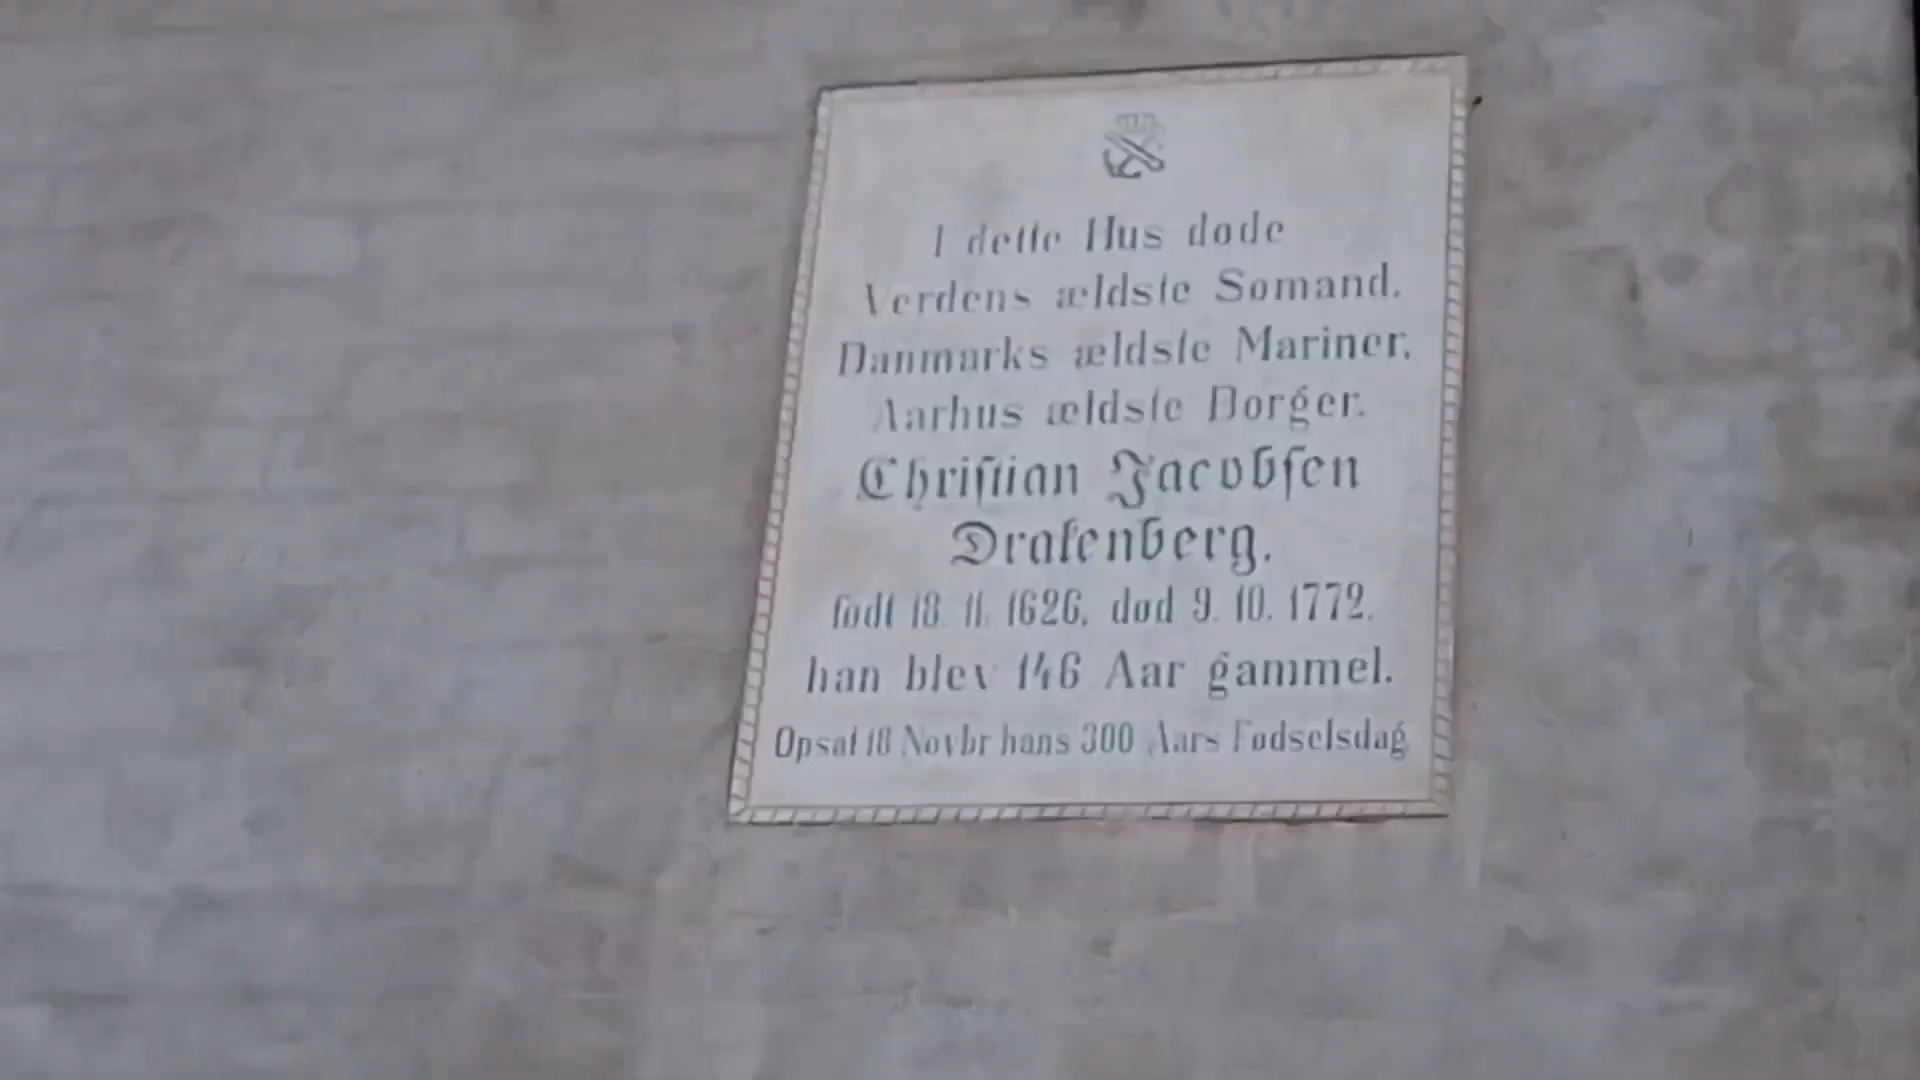 I dette Hus døde
Verdens ældste Sømand.
Danmarks ældste Mariner.
Aarhus ældste Borger.
Christian Jacobsen
Drakenberg.
født 18. 11. 1626. død 9. 10. 1772.
han blev 146 Aar gammel.
Opsat 18 Novbr hans 300 Aars Fødselsdag